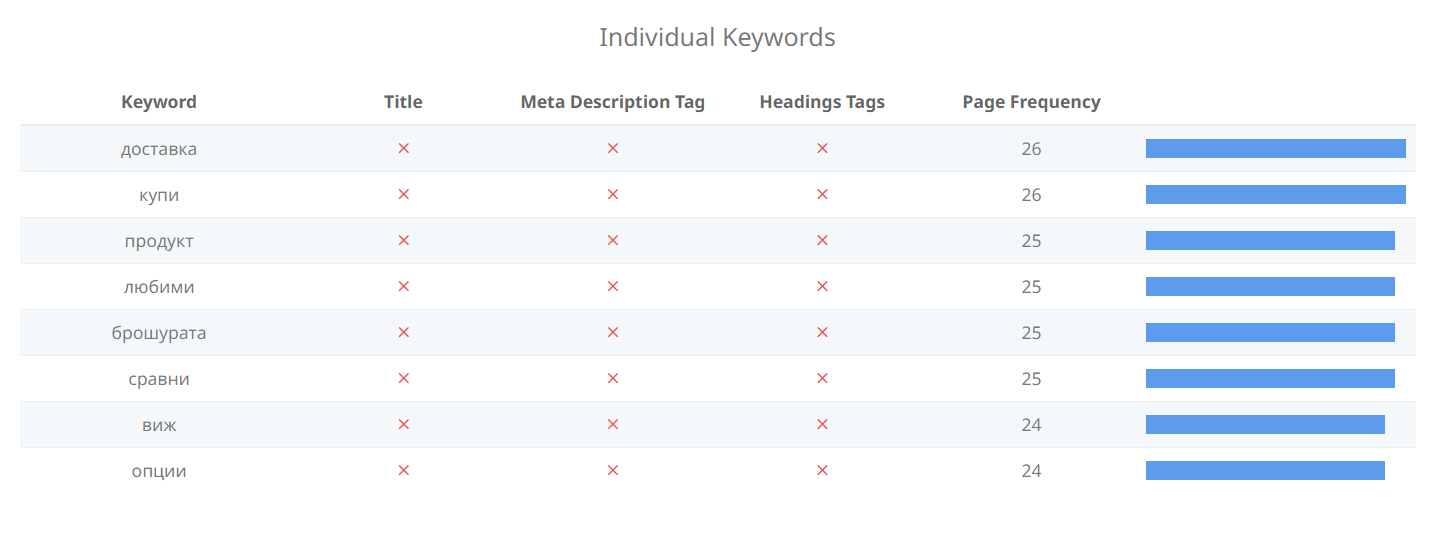 Individual Keywords
Keyword Title Meta Description Tag Headings Tags Page Frequency
доставка × × × 26
купи × × × 26
продукт × × × 25
любими × × × 25
брошурата × × × 25
сравни × × × 25
виж × × × 24
опции × × × 24